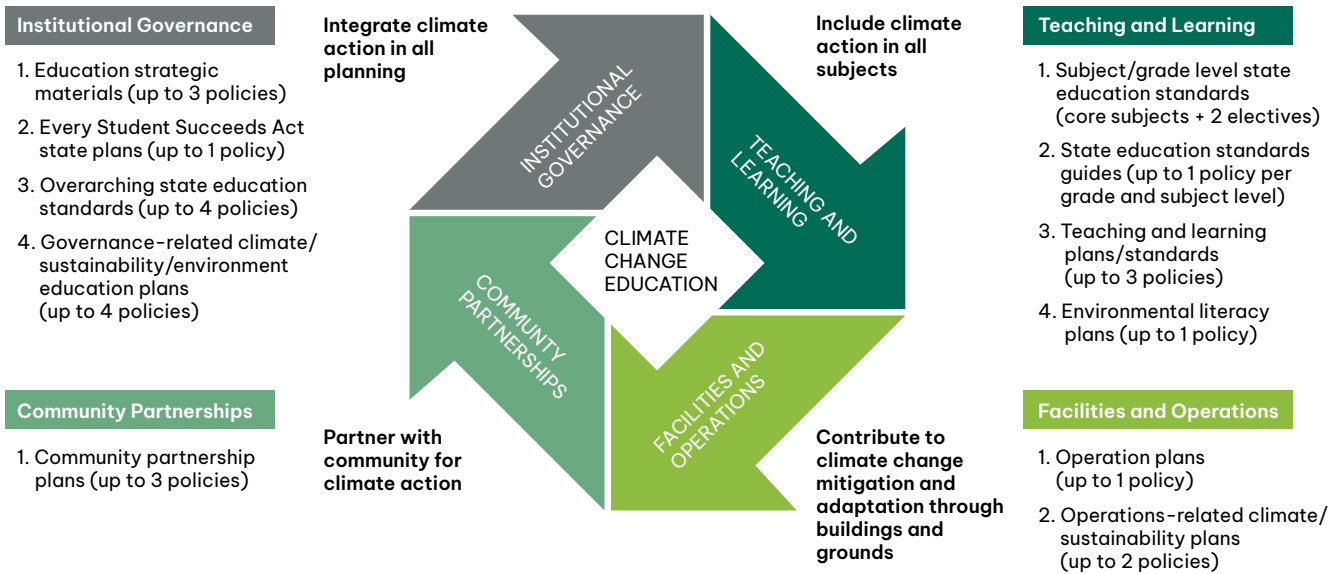 Institutional Governance
1. Education strategic
materials (up to 3 policies)
2. Every Student Succeeds Act
state plans (up to 1 policy)
3. Overarching state education
standards (up to 4 policies)
4. Governance-related climate/
sustainability/environment
education plans
(up to 4 policies)
Community Partnerships
1. Community partnership
plans (up to 3 policies)
Integrate climate
action in all
planning
Include climate
action in all
subjects
INSTITUTIONAL
GOVERNANCE
TEACHING AND
LEARNING
CLIMATE
CHANGE
EDUCATION
COMMUNTY
PARTNERSHIPS
FACILITIES AND
OPERATIONS
Partner with
community for
climate action
Contribute to
climate change
mitigation and
adaptation through
buildings and
grounds
Teaching and Learning
1. Subject/grade level state
education standards
(core subjects + 2 electives)
2. State education standards
guides (up to 1 policy per
grade and subject level)
3. Teaching and learning
plans/standards
(up to 3 policies)
4. Environmental literacy
plans (up to 1 policy)
Facilities and Operations
1. Operation plans
(up to 1 policy)
2. Operations-related climate/
sustainability plans
(up to 2 policies)